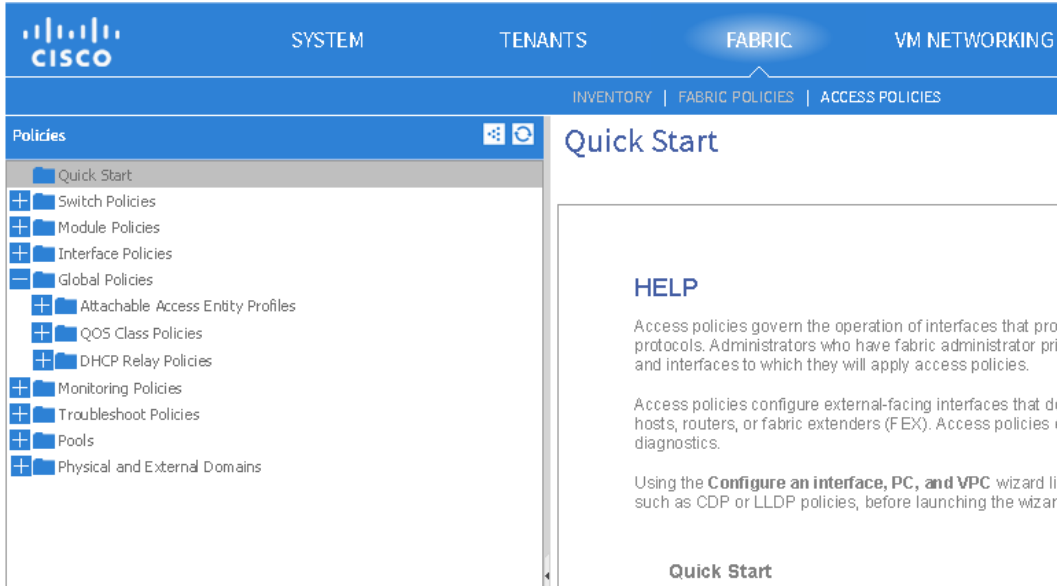 CISCO
SYSTEM TENANTS FABRIC VM NETWORKING
INVENTORY | FABRIC POLICIES | ACCESS POLICIES
Policies
Quick Start
Switch Policies
Module Policies
Interface Policies
Global Policies
Attachable Access Entity Profiles
QOS Class Policies
DHCP Relay Policies
Monitoring Policies
Troubleshoot Policies
Pools
Physical and External Domains
Quick Start
HELP
Access policies govern the operation of interfaces that pro
protocols. Administrators who have fabric administrator pri
and interfaces to which they will apply access policies.
Access policies configure external-facing interfaces that d
hosts, routers, or fabric extenders (FEX). Access policies
diagnostics.
Using the Configure an interface, PC, and VPC wizard li
such as CDP or LLDP policies, before launching the wizar
Quick Start